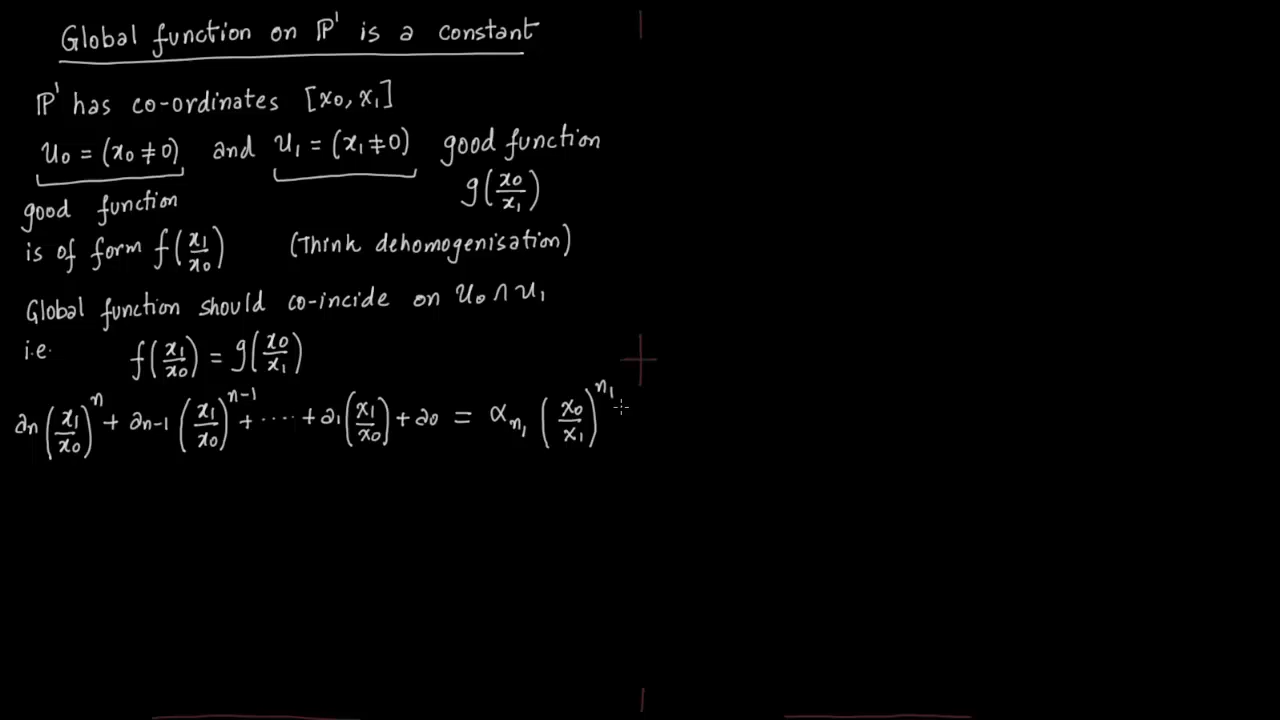 Global function on ℙ¹ is a constant
ℙ¹ has co-ordinates [x₀, x₁]
U₀ = (x₀ ≠ 0) and U₁ = (x₁ ≠ 0) good function
g(x₀/x₁)
good function
is of form f(x₁/x₀) (Think dehomogenisation)
Global function should co-incide on U₀ ∩ U₁
i.e. f(x₁/x₀) = g(x₀/x₁)
aₙ(x₁/x₀)ⁿ + aₙ₋₁(x₁/x₀)ⁿ⁻¹ + ···· + a₁(x₁/x₀) + a₀ = α_{n₁}(x₀/x₁)^{n₁}